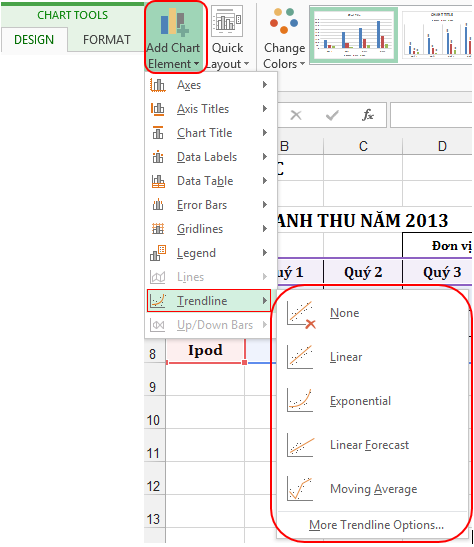 CHART TOOLS
DESIGN FORMAT
Add Chart Element
Quick Layout
Change Colors
Axes
Axis Titles
Chart Title
Data Labels
Data Table
Error Bars
Gridlines
Legend
Lines
Trendline
Up/Down Bars
None
Linear
Exponential
Linear Forecast
Moving Average
More Trendline Options...
fx
B C D
C
ANH THU NĂM 2013
Đơn vị
Quý 1 Quý 2 Quý 3
8 Ipod
9
10
11
12
13